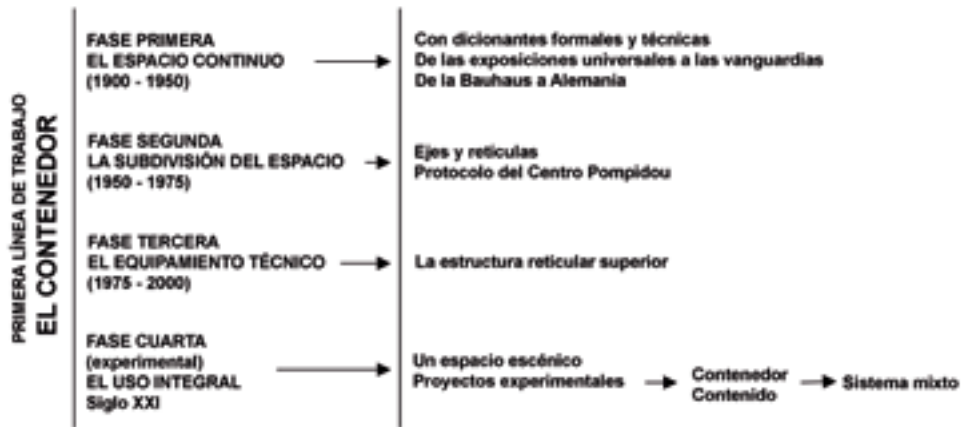 PRIMERA LÍNEA DE TRABAJO
EL CONTENEDOR
FASE PRIMERA
EL ESPACIO CONTINUO
(1900 - 1950)
Con dicionantes formales y técnicas
De las exposiciones universales a las vanguardias
De la Bauhaus a Alemania
FASE SEGUNDA
LA SUBDIVISIÓN DEL ESPACIO
(1950 - 1975)
Ejes y retículas
Protocolo del Centro Pompidou
FASE TERCERA
EL EQUIPAMIENTO TÉCNICO
(1975 - 2000)
La estructura reticular superior
FASE CUARTA
(experimental)
EL USO INTEGRAL
Siglo XXI
Un espacio escénico
Proyectos experimentales
Contenedor
Contenido
Sistema mixto